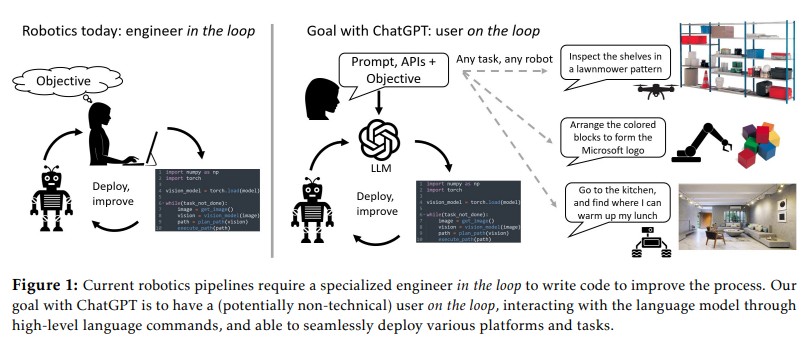 Robotics today: engineer in the loop
Objective
Deploy,
improve
1 import numpy as np
2 import torch
3
4 vision_model = torch.load(model)
5
6 while(task_not_done):
7 image = get_image()
8 vision = vision_model(image)
9 path = plan_path(vision)
10 execute_path(path)
Goal with ChatGPT: user on the loop
Prompt, APIs +
Objective
LLM
Deploy,
improve
1 import numpy as np
2 import torch
3
4 vision_model = torch.load(model)
5
6 while(task_not_done):
7 image = get_image()
8 vision = vision_model(image)
9 path = plan_path(vision)
10 execute_path(path)
Any task, any robot
Inspect the shelves in
a lawnmower pattern
Arrange the colored
blocks to form the
Microsoft logo
Go to the kitchen,
and find where I can
warm up my lunch
Figure 1: Current robotics pipelines require a specialized engineer in the loop to write code to improve the process. Our
goal with ChatGPT is to have a (potentially non-technical) user on the loop, interacting with the language model through
high-level language commands, and able to seamlessly deploy various platforms and tasks.